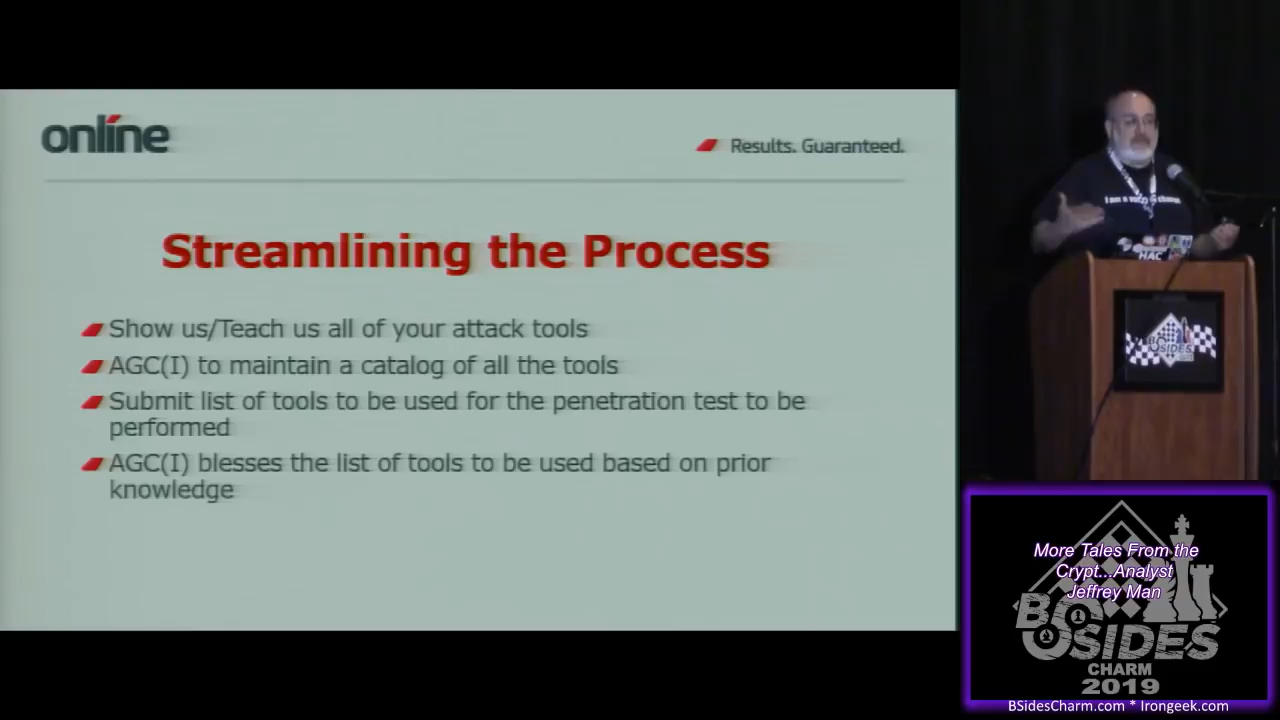 online
Results. Guaranteed.
Streamlining the Process
Show us/Teach us all of your attack tools
AGC(I) to maintain a catalog of all the tools
Submit list of tools to be used for the penetration test to be
performed
AGC(I) blesses the list of tools to be used based on prior
knowledge
HAC
BSIDES
More Tales From the
Crypt...Analyst
Jeffrey Man
BSIDES
CHARM
2019
BSidesCharm.com * Irongeek.com